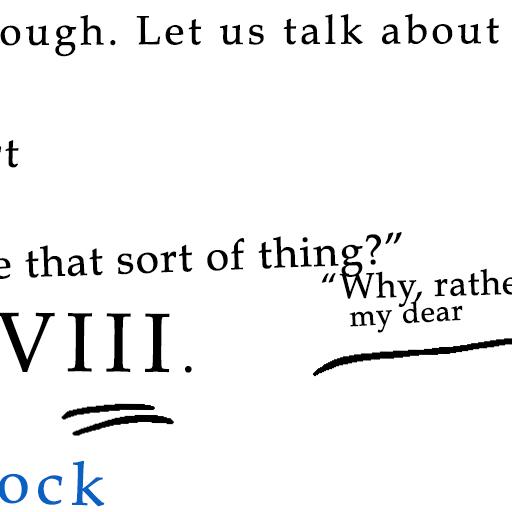 ough. Let us talk about
t
e that sort of thing?”
“Why, rathe
my dear
VIII.
ock